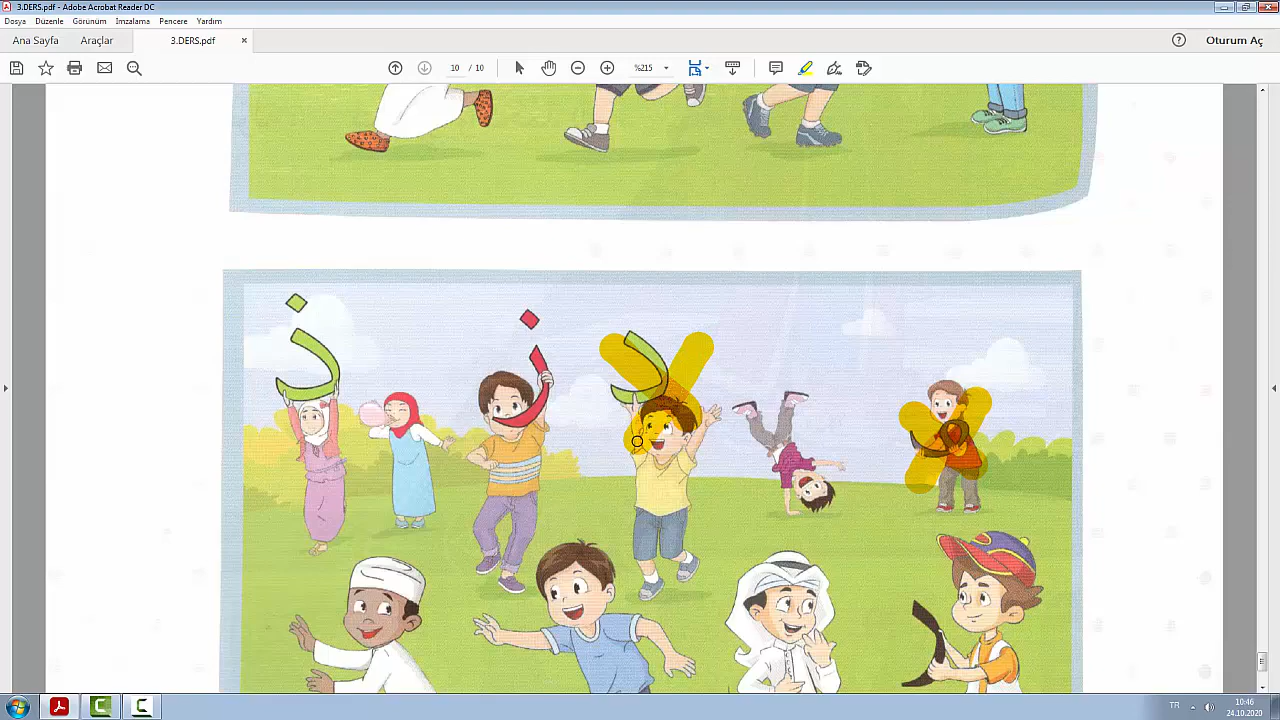 3.DERS.pdf - Adobe Acrobat Reader DC
Dosya Düzenle Görünüm İmzalama Pencere Yardım
Ana Sayfa Araçlar 3.DERS.pdf × Oturum Aç
10 / 10 %215
ذ
ذ
د
TR 10:46
24.10.2020